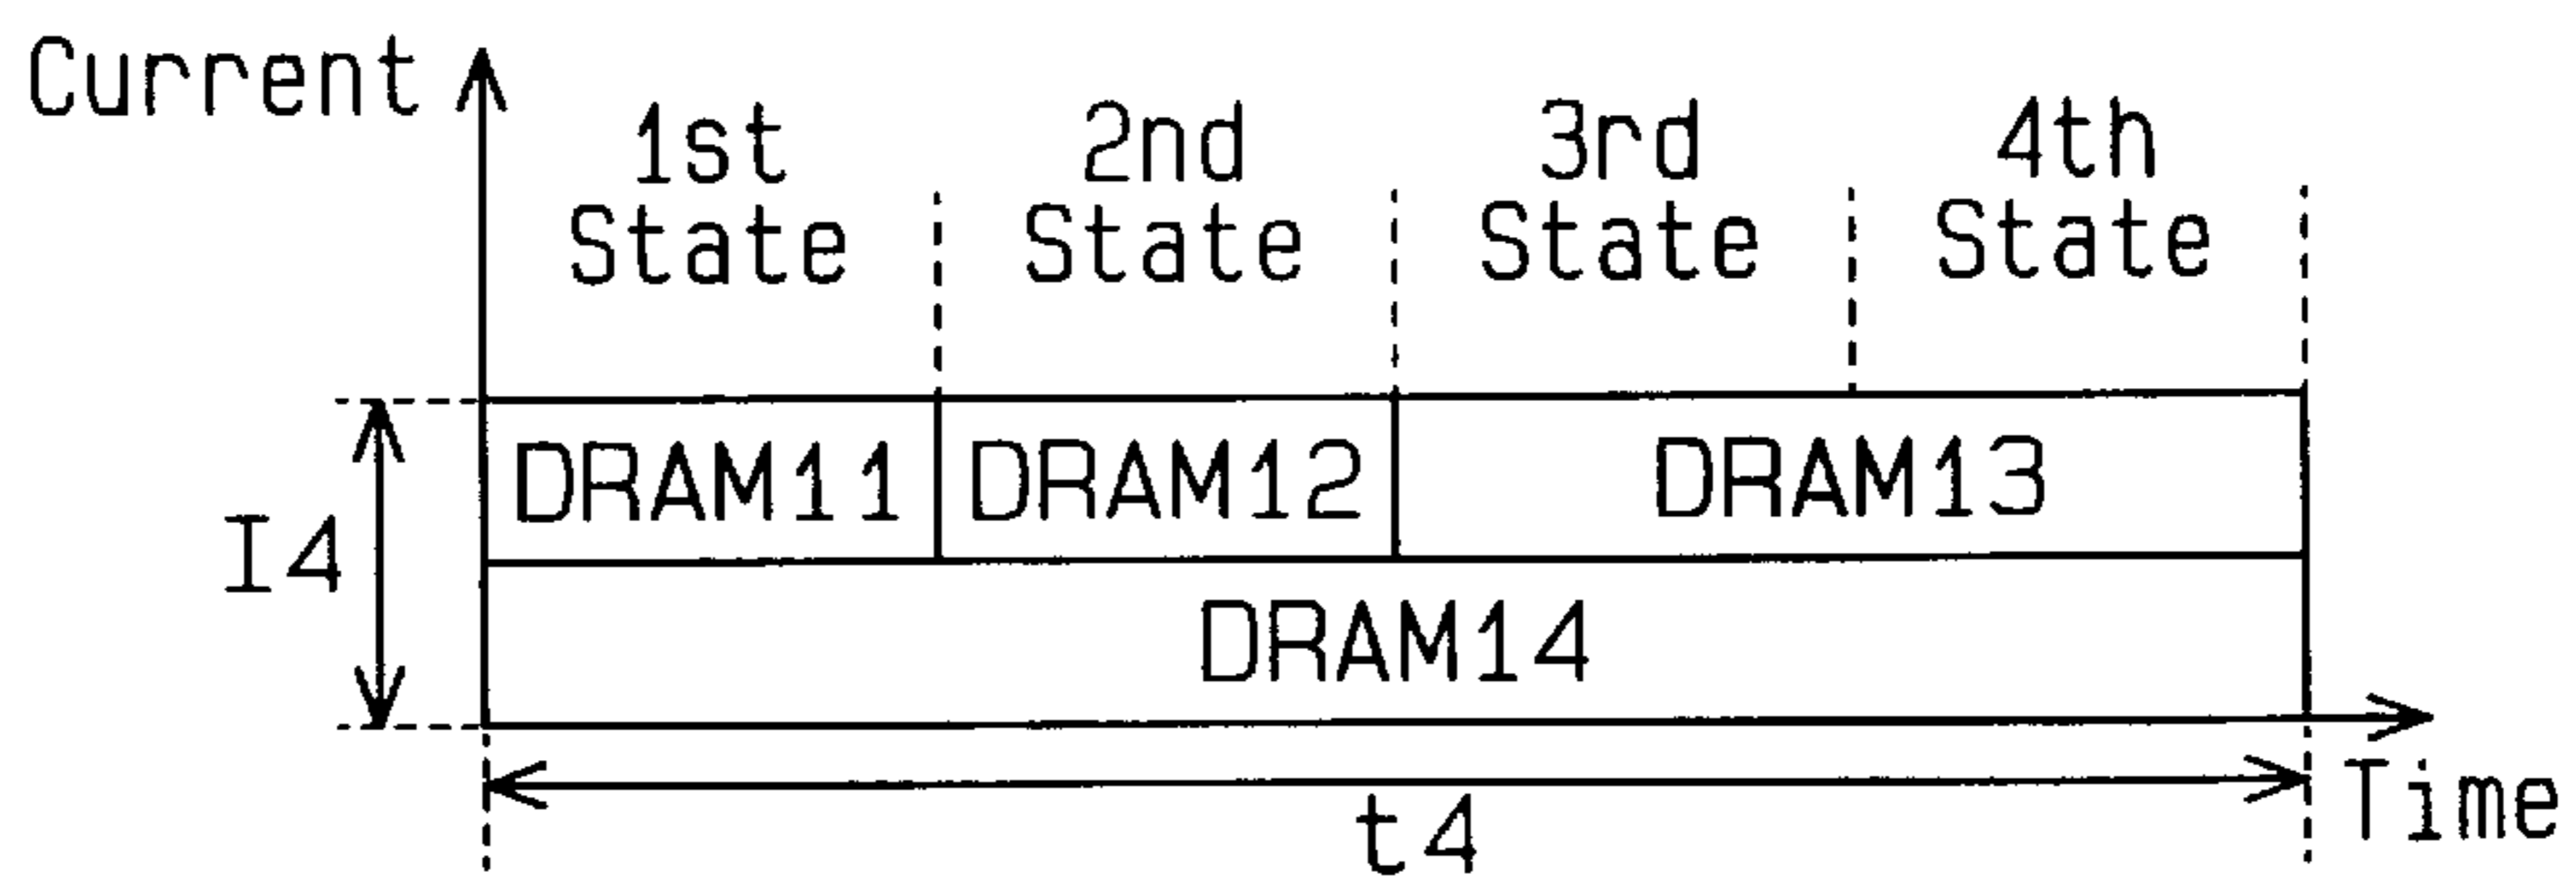 Current
1st State
2nd State
3rd State
4th State
DRAM11
DRAM12
DRAM13
I4
DRAM14
t4
Time